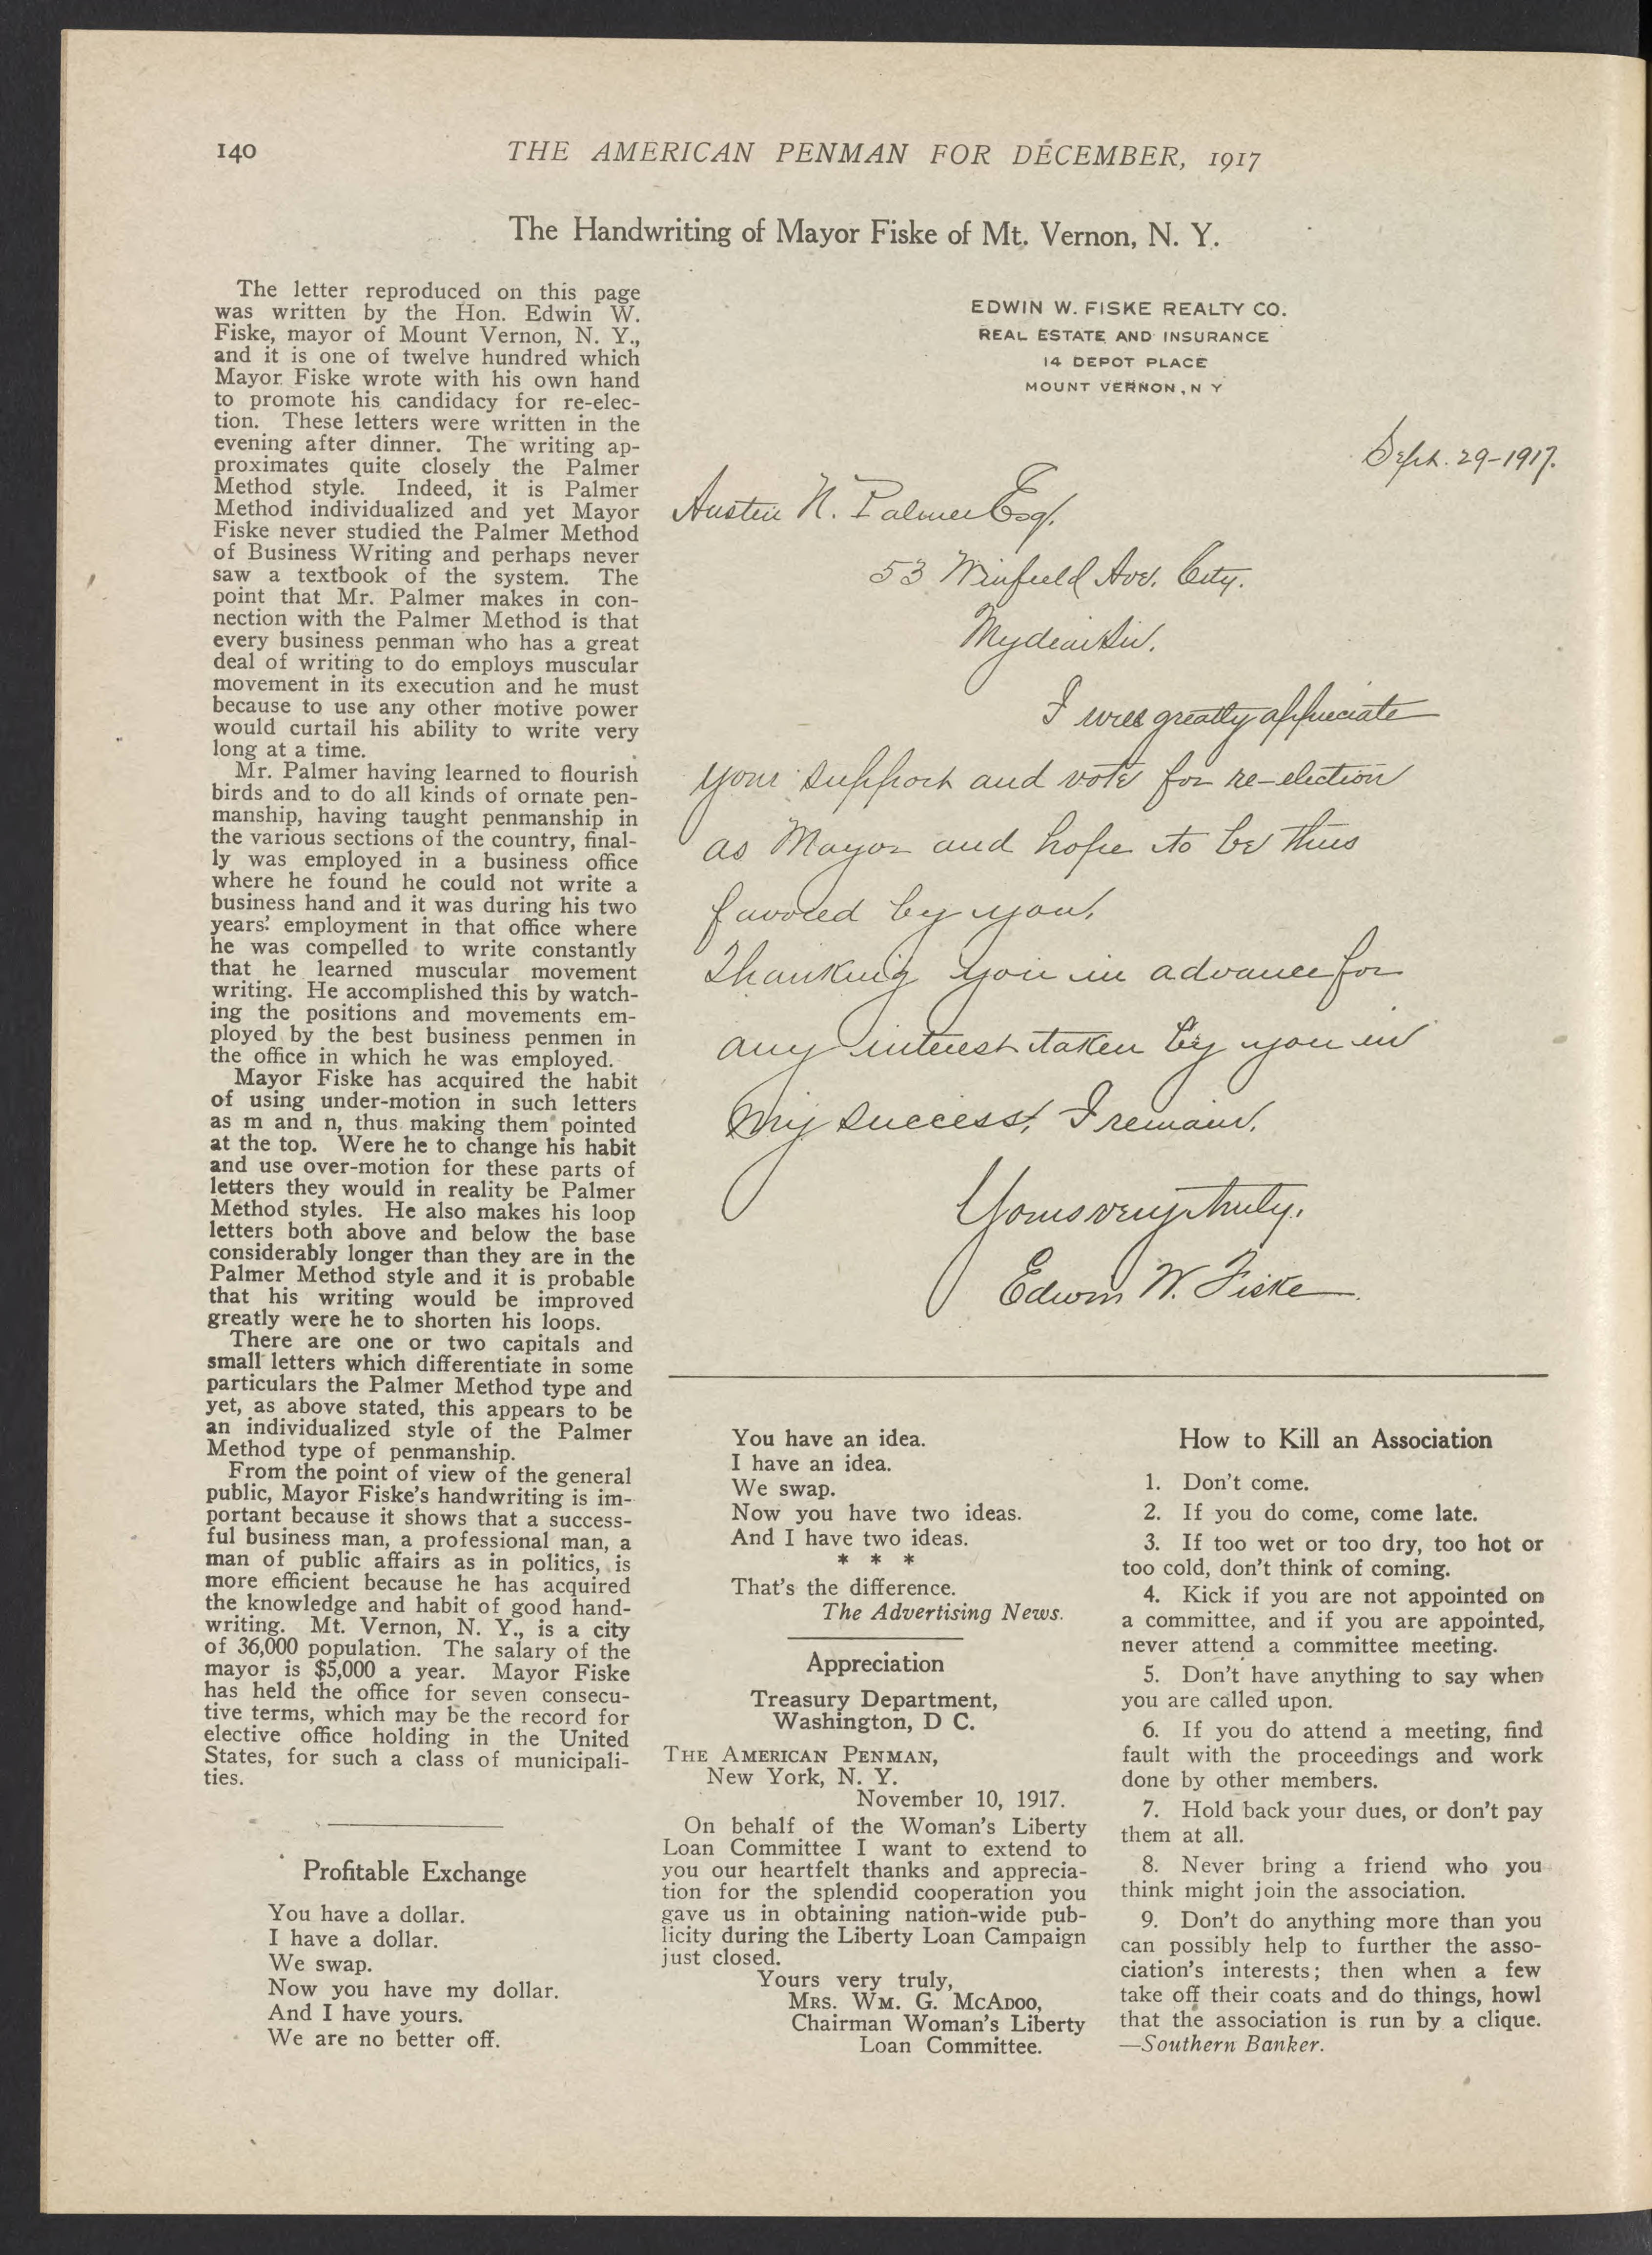 140
THE AMERICAN PENMAN FOR DECEMBER, 1917
The Handwriting of Mayor Fiske of Mt. Vernon, N. Y.
The letter reproduced on this page
was written by the Hon. Edwin W.
Fiske, mayor of Mount Vernon, N. Y.,
and it is one of twelve hundred which
Mayor Fiske wrote with his own hand
to promote his candidacy for re-elec-
tion. These letters were written in the
evening after dinner. The writing ap-
proximates quite closely the Palmer
Method style. Indeed, it is Palmer
Method individualized and yet Mayor
Fiske never studied the Palmer Method
of Business Writing and perhaps never
saw a textbook of the system. The
point that Mr. Palmer makes in con-
nection with the Palmer Method is that
every business penman who has a great
deal of writing to do employs muscular
movement in its execution and he must
because to use any other motive power
would curtail his ability to write very
long at a time.
Mr. Palmer having learned to flourish
birds and to do all kinds of ornate pen-
manship, having taught penmanship in
the various sections of the country, final-
ly was employed in a business office
where he found he could not write a
business hand and it was during his two
years' employment in that office where
he was compelled to write constantly
that he learned muscular movement
writing. He accomplished this by watch-
ing the positions and movements em-
ployed by the best business penmen in
the office in which he was employed.
Mayor Fiske has acquired the habit
of using under-motion in such letters
as m and n, thus making them pointed
at the top. Were he to change his habit
and use over-motion for these parts of
letters they would in reality be Palmer
Method styles. He also makes his loop
letters both above and below the base
considerably longer than they are in the
Palmer Method style and it is probable
that his writing would be improved
greatly were he to shorten his loops.
There are one or two capitals and
small letters which differentiate in some
particulars the Palmer Method type and
yet, as above stated, this appears to be
an individualized style of the Palmer
Method type of penmanship.
From the point of view of the general
public, Mayor Fiske's handwriting is im-
portant because it shows that a success-
ful business man, a professional man, a
man of public affairs as in politics, is
more efficient because he has acquired
the knowledge and habit of good hand-
writing. Mt. Vernon, N. Y., is a city
of 36,000 population. The salary of the
mayor is $5,000 a year. Mayor Fiske
has held the office for seven consecu-
tive terms, which may be the record for
elective office holding in the United
States, for such a class of municipali-
ties.
Profitable Exchange
You have a dollar.
I have a dollar.
We swap.
Now you have my dollar.
And I have yours.
We are no better off.
EDWIN W. FISKE REALTY CO.
REAL ESTATE AND INSURANCE
14 DEPOT PLACE
MOUNT VERNON, N Y
Sept. 29-1917.
Austin N. Palmer Esq.
53 Winfield Ave. City.
My dear Sir.
I will greatly appreciate
your support and vote for re-election
as Mayor and hope to be thus
favored by you.
Thanking you in advance for
any interest taken by you in
my success, I remain.
Yours very truly.
Edwin W. Fiske.
You have an idea.
I have an idea.
We swap.
Now you have two ideas.
And I have two ideas.
* * *
That's the difference.
The Advertising News.
Appreciation
Treasury Department,
Washington, D C.
THE AMERICAN PENMAN,
New York, N. Y.
November 10, 1917.
On behalf of the Woman's Liberty
Loan Committee I want to extend to
you our heartfelt thanks and apprecia-
tion for the splendid cooperation you
gave us in obtaining nation-wide pub-
licity during the Liberty Loan Campaign
just closed.
Yours very truly,
MRS. WM. G. MCADOO,
Chairman Woman's Liberty
Loan Committee.
How to Kill an Association
1. Don't come.
2. If you do come, come late.
3. If too wet or too dry, too hot or
too cold, don't think of coming.
4. Kick if you are not appointed on
a committee, and if you are appointed,
never attend a committee meeting.
5. Don't have anything to say when
you are called upon.
6. If you do attend a meeting, find
fault with the proceedings and work
done by other members.
7. Hold back your dues, or don't pay
them at all.
8. Never bring a friend who you
think might join the association.
9. Don't do anything more than you
can possibly help to further the asso-
ciation's interests; then when a few
take off their coats and do things, howl
that the association is run by a clique.
—Southern Banker.